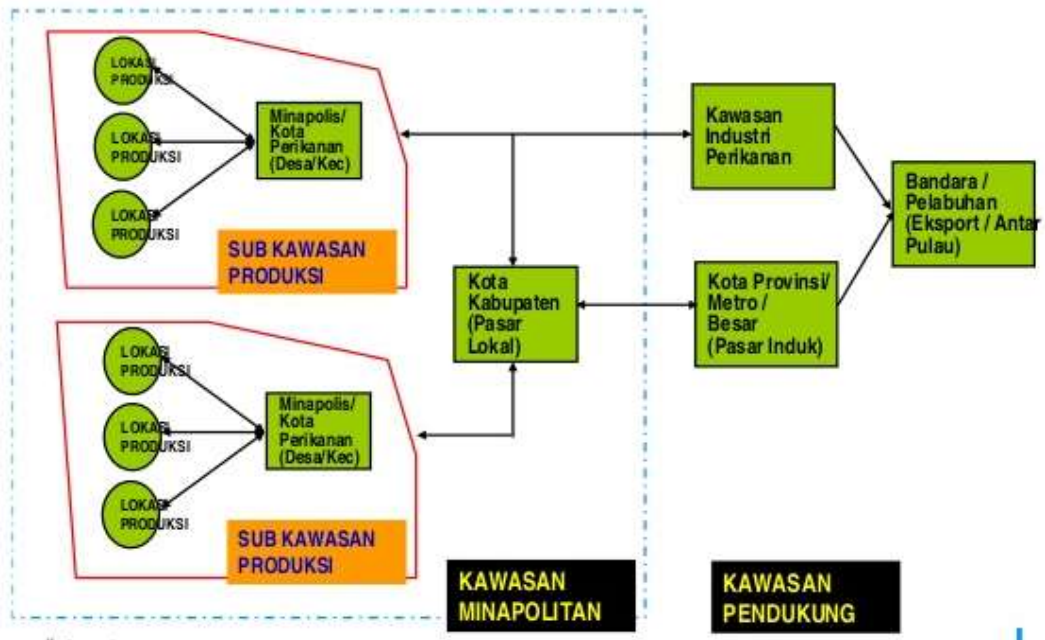 LOKASI
PRODUKSI
LOKASI
PRODUKSI
LOKASI
PRODUKSI
Minapolis/
Kota
Perikanan
(Desa/Kec)
SUB KAWASAN
PRODUKSI
LOKASI
PRODUKSI
LOKASI
PRODUKSI
LOKASI
PRODUKSI
Minapolis/
Kota
Perikanan
(Desa/Kec)
SUB KAWASAN
PRODUKSI
Kota
Kabupaten
(Pasar
Lokal)
KAWASAN
MINAPOLITAN
Kawasan
Industri
Perikanan
Kota Provinsi/
Metro /
Besar
(Pasar Induk)
Bandara /
Pelabuhan
(Eksport / Antar
Pulau)
KAWASAN
PENDUKUNG